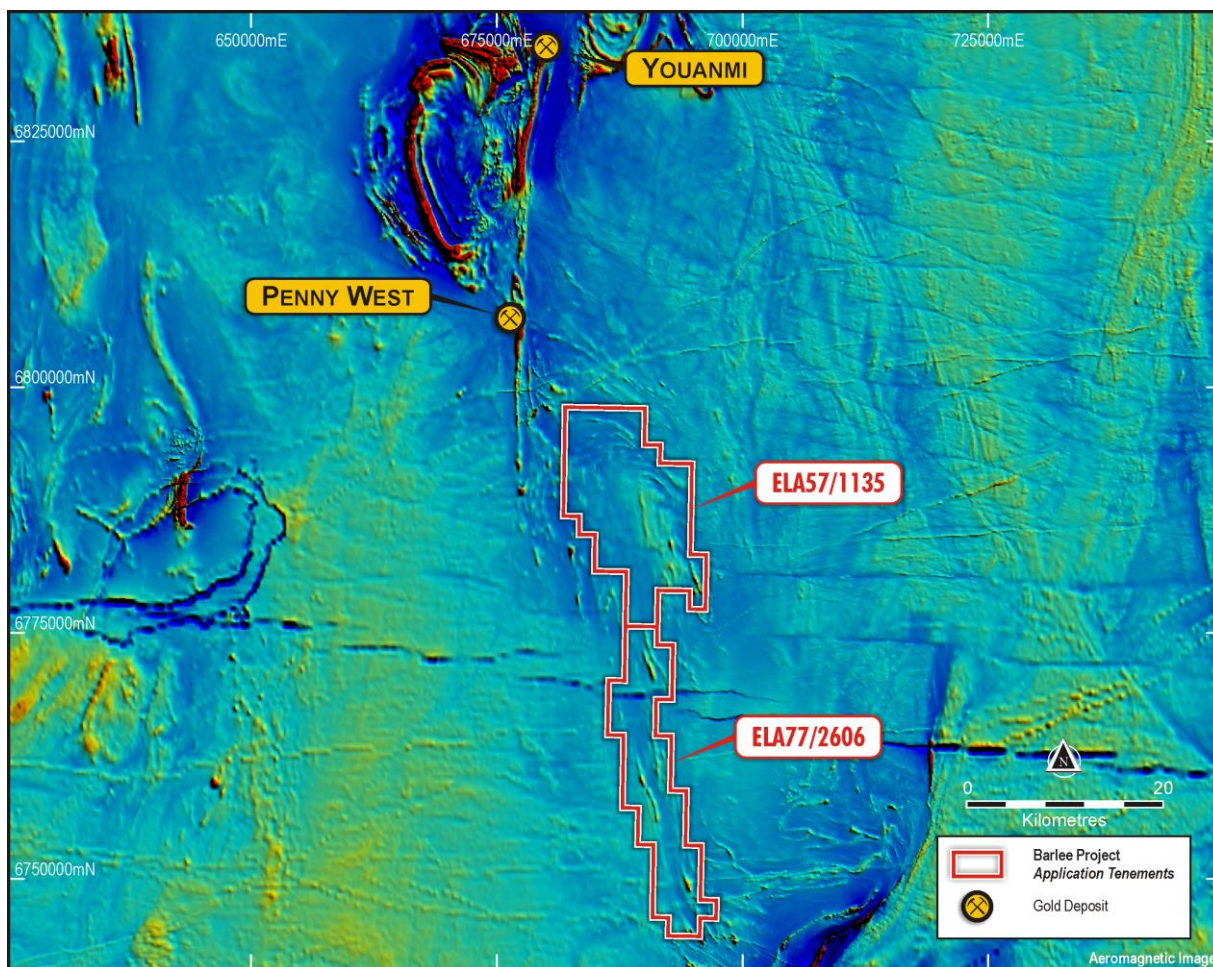 650000mE
675000mE
700000mE
725000mE
YOUANMI
6825000mN
PENNY WEST
6800000mN
ELA57/1135
6775000mN
ELA77/2606
N
0 20
Kilometres
6750000mN
Barlee Project
Application Tenements
Gold Deposit
Aeromagnetic Image